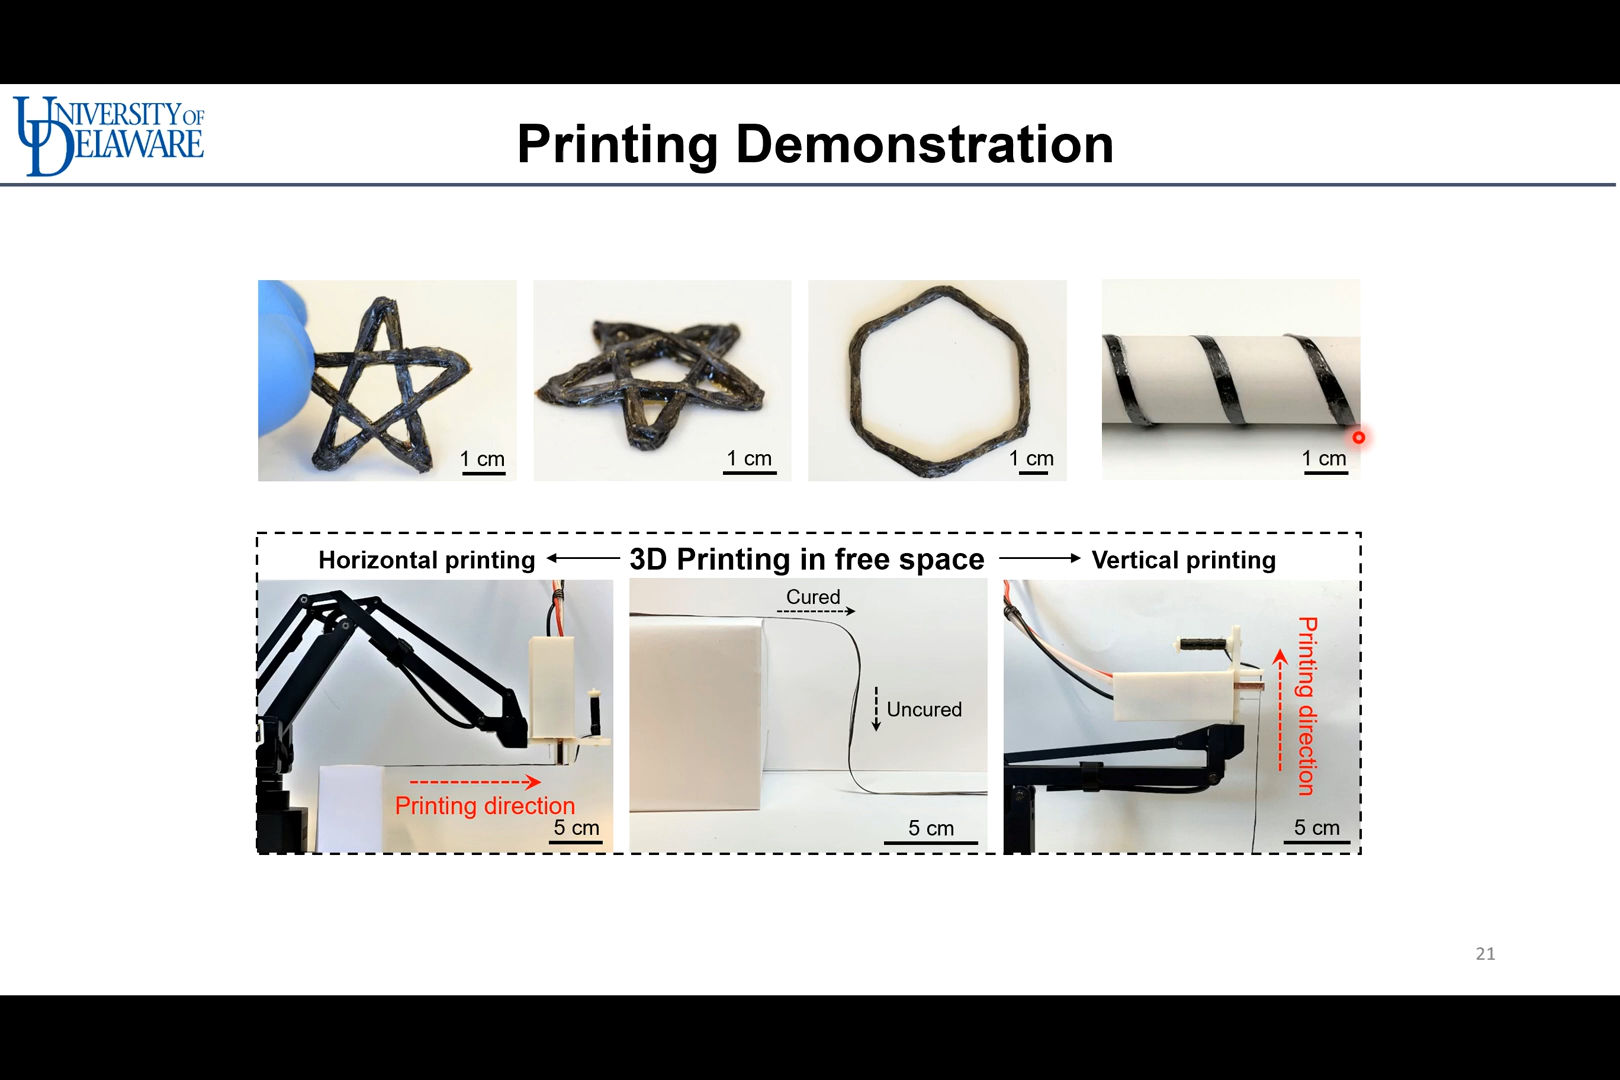 UNIVERSITY OF
DELAWARE
Printing Demonstration
1 cm
1 cm
1 cm
1 cm
Horizontal printing
3D Printing in free space
Vertical printing
Cured
Uncured
Printing direction
5 cm
5 cm
Printing direction
5 cm
21